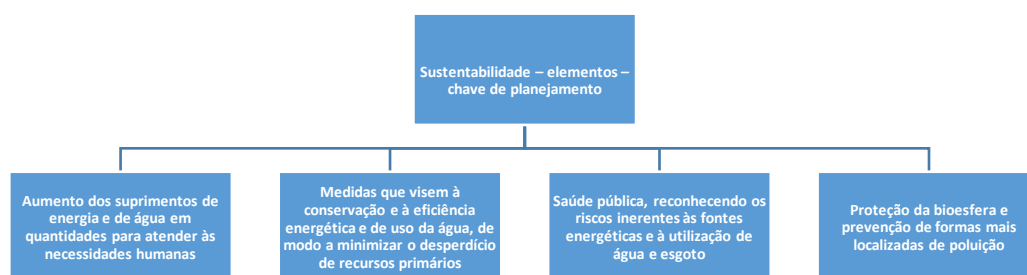 Sustentabilidade – elementos –
chave de planejamento
Aumento dos suprimentos de
energia e de água em
quantidades para atender às
necessidades humanas
Medidas que visem à
conservação e à eficiência
energética e de uso da água, de
modo a minimizar o desperdício
de recursos primários
Saúde pública, reconhecendo os
riscos inerentes às fontes
energéticas e à utilização de
água e esgoto
Proteção da bioesfera e
prevenção de formas mais
localizadas de poluição